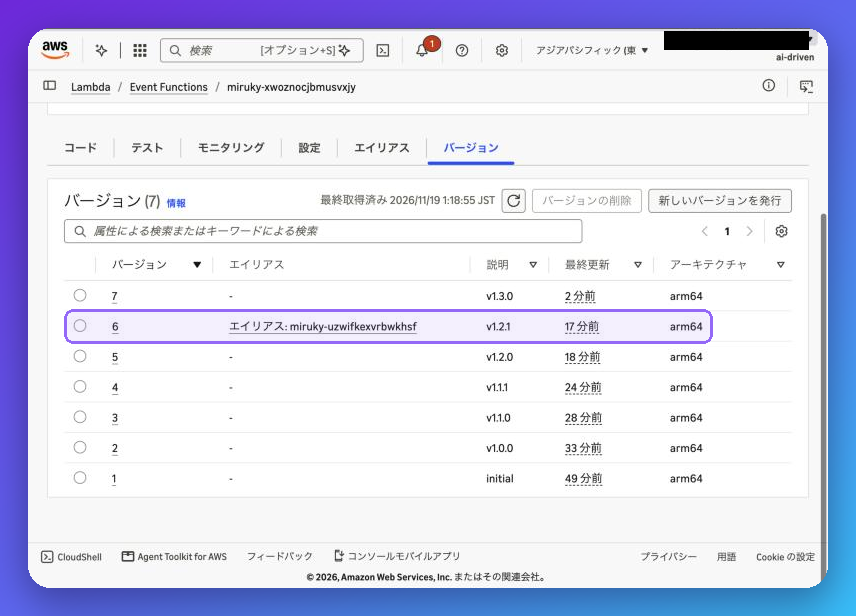 aws
検索 [オプション+S]
1
アジアパシフィック (東 ▼
ai-driven
Lambda / Event Functions / miruky-xwoznocjbmusvxjy
コード テスト モニタリング 設定 エイリアス バージョン
バージョン (7) 情報
最終取得済み 2026/11/19 1:18:55 JST
バージョンの削除
新しいバージョンを発行
属性による検索またはキーワードによる検索
1
バージョン エイリアス 説明 最終更新 アーキテクチャ
7 - v1.3.0 2 分前 arm64
6 エイリアス: miruky-uzwifkexvrbwkhsf v1.2.1 17 分前 arm64
5 - v1.2.0 18 分前 arm64
4 - v1.1.1 24 分前 arm64
3 - v1.1.0 28 分前 arm64
2 - v1.0.0 33 分前 arm64
1 - initial 49 分前 arm64
CloudShell Agent Toolkit for AWS フィードバック コンソールモバイルアプリ プライバシー 用語 Cookie の設定
© 2026, Amazon Web Services, Inc. またはその関連会社。